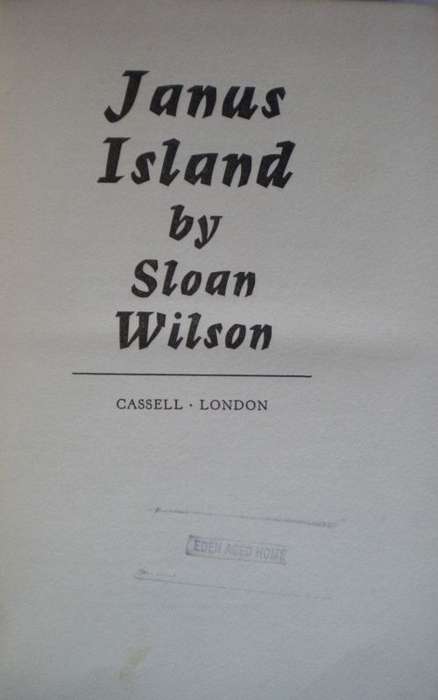 Janus
Island
by
Sloan
Wilson
CASSELL · LONDON
EDEN AGED HOME